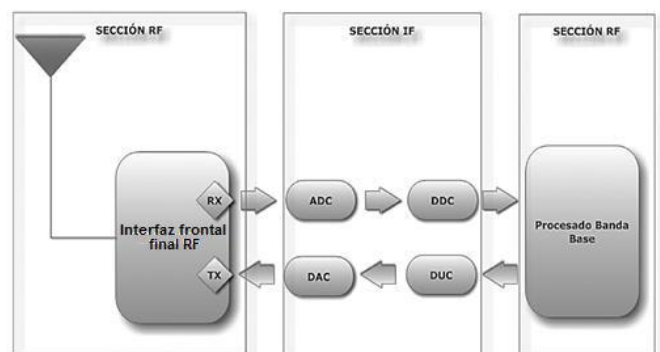 SECCIÓN RF
SECCIÓN IF
SECCIÓN RF
RX
ADC
DDC
Interfaz frontal
final RF
Procesado Banda
Base
TX
DAC
DUC